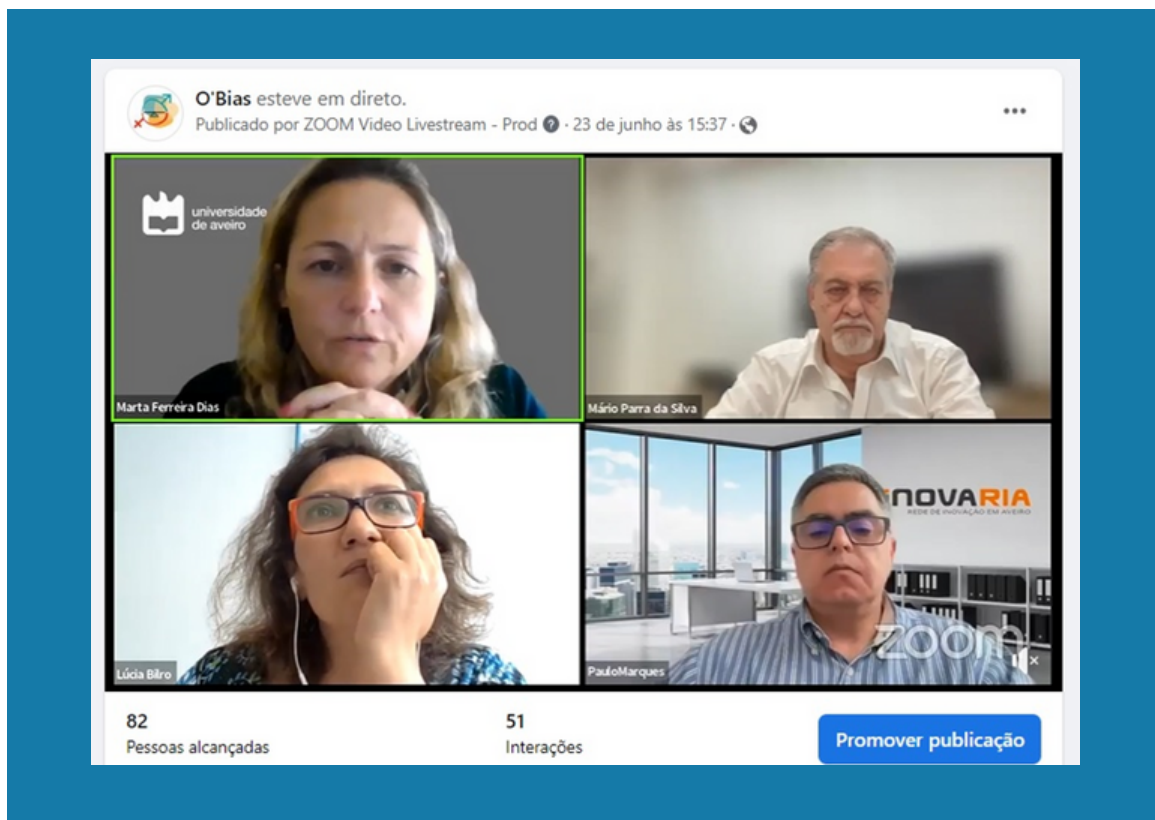 O'Bias esteve em direto.
Publicado por ZOOM Video Livestream - Prod · 23 de junho às 15:37 ·
universidade
de aveiro
Marta Ferreira Dias
Mário Parra da Silva
iNOVARIA
REDE DE INOVAÇÃO EM AVEIRO
Lúcia Bilro
PauloMarques
zoom
82
Pessoas alcançadas
51
Interações
Promover publicação